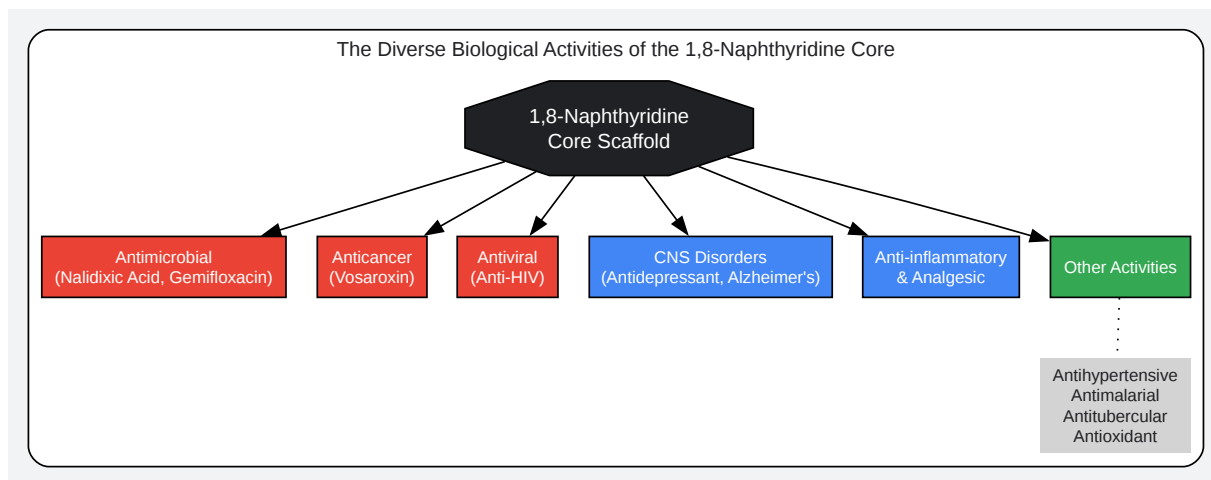 The Diverse Biological Activities of the 1,8-Naphthyridine Core
1,8-Naphthyridine
Core Scaffold
Antimicrobial
(Nalidixic Acid, Gemifloxacin)
Anticancer
(Vosaroxin)
Antiviral
(Anti-HIV)
CNS Disorders
(Antidepressant, Alzheimer's)
Anti-inflammatory
& Analgesic
Other Activities
Antihypertensive
Antimalarial
Antitubercular
Antioxidant